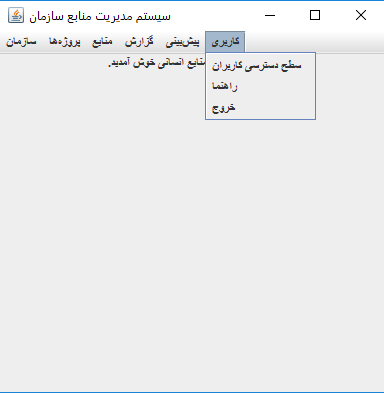 سیستم مدیریت منابع سازمان
سازمان پروژه‌ها منابع گزارش پیش‌بینی کاربری
منابع انسانی خوش آمدید.
سطح دسترسی کاربران
راهنما
خروج